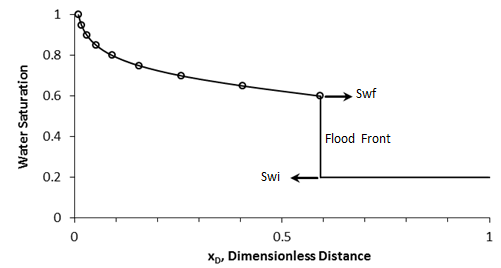 1
0.8
0.6
0.4
0.2
0
Water Saturation
Swf
Flood Front
Swi
0
0.5
1
xD, Dimensionless Distance